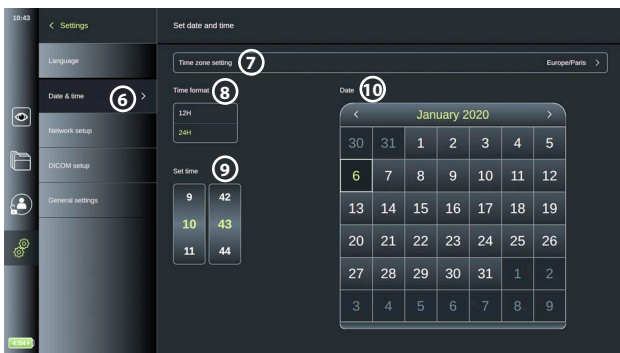 10:43
Settings
Set date and time
Language
Time zone setting
7
Europe/Paris
Date & time
6
Time format
8
Date
10
12H
24H
January 2020
Network setup
30 31 1 2 3 4 5
DICOM setup
Set time
9
6 7 8 9 10 11 12
General settings
9 42
10 43
11 44
13 14 15 16 17 18 19
20 21 22 23 24 25 26
27 28 29 30 31 1 2
3 4 5 6 7 8 9
4:54+